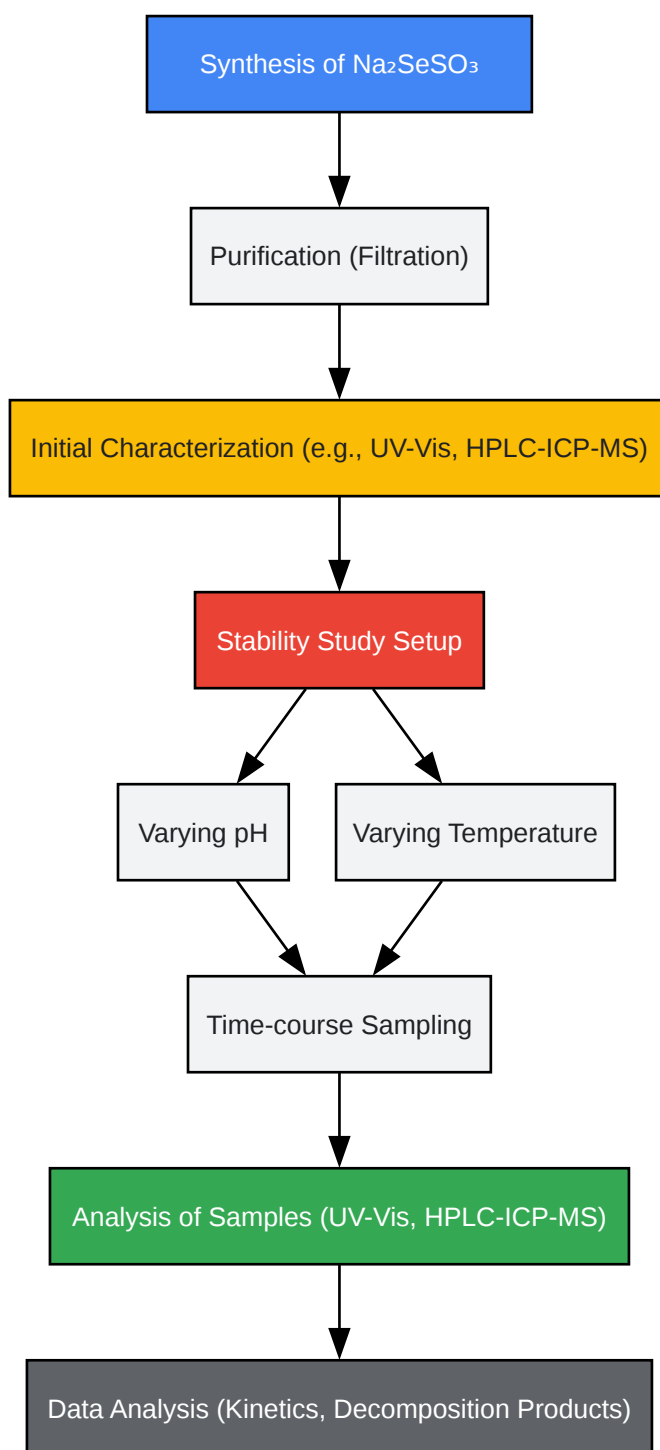 Synthesis of Na₂SeSO₃
Purification (Filtration)
Initial Characterization (e.g., UV-Vis, HPLC-ICP-MS)
Stability Study Setup
Varying pH
Varying Temperature
Time-course Sampling
Analysis of Samples (UV-Vis, HPLC-ICP-MS)
Data Analysis (Kinetics, Decomposition Products)